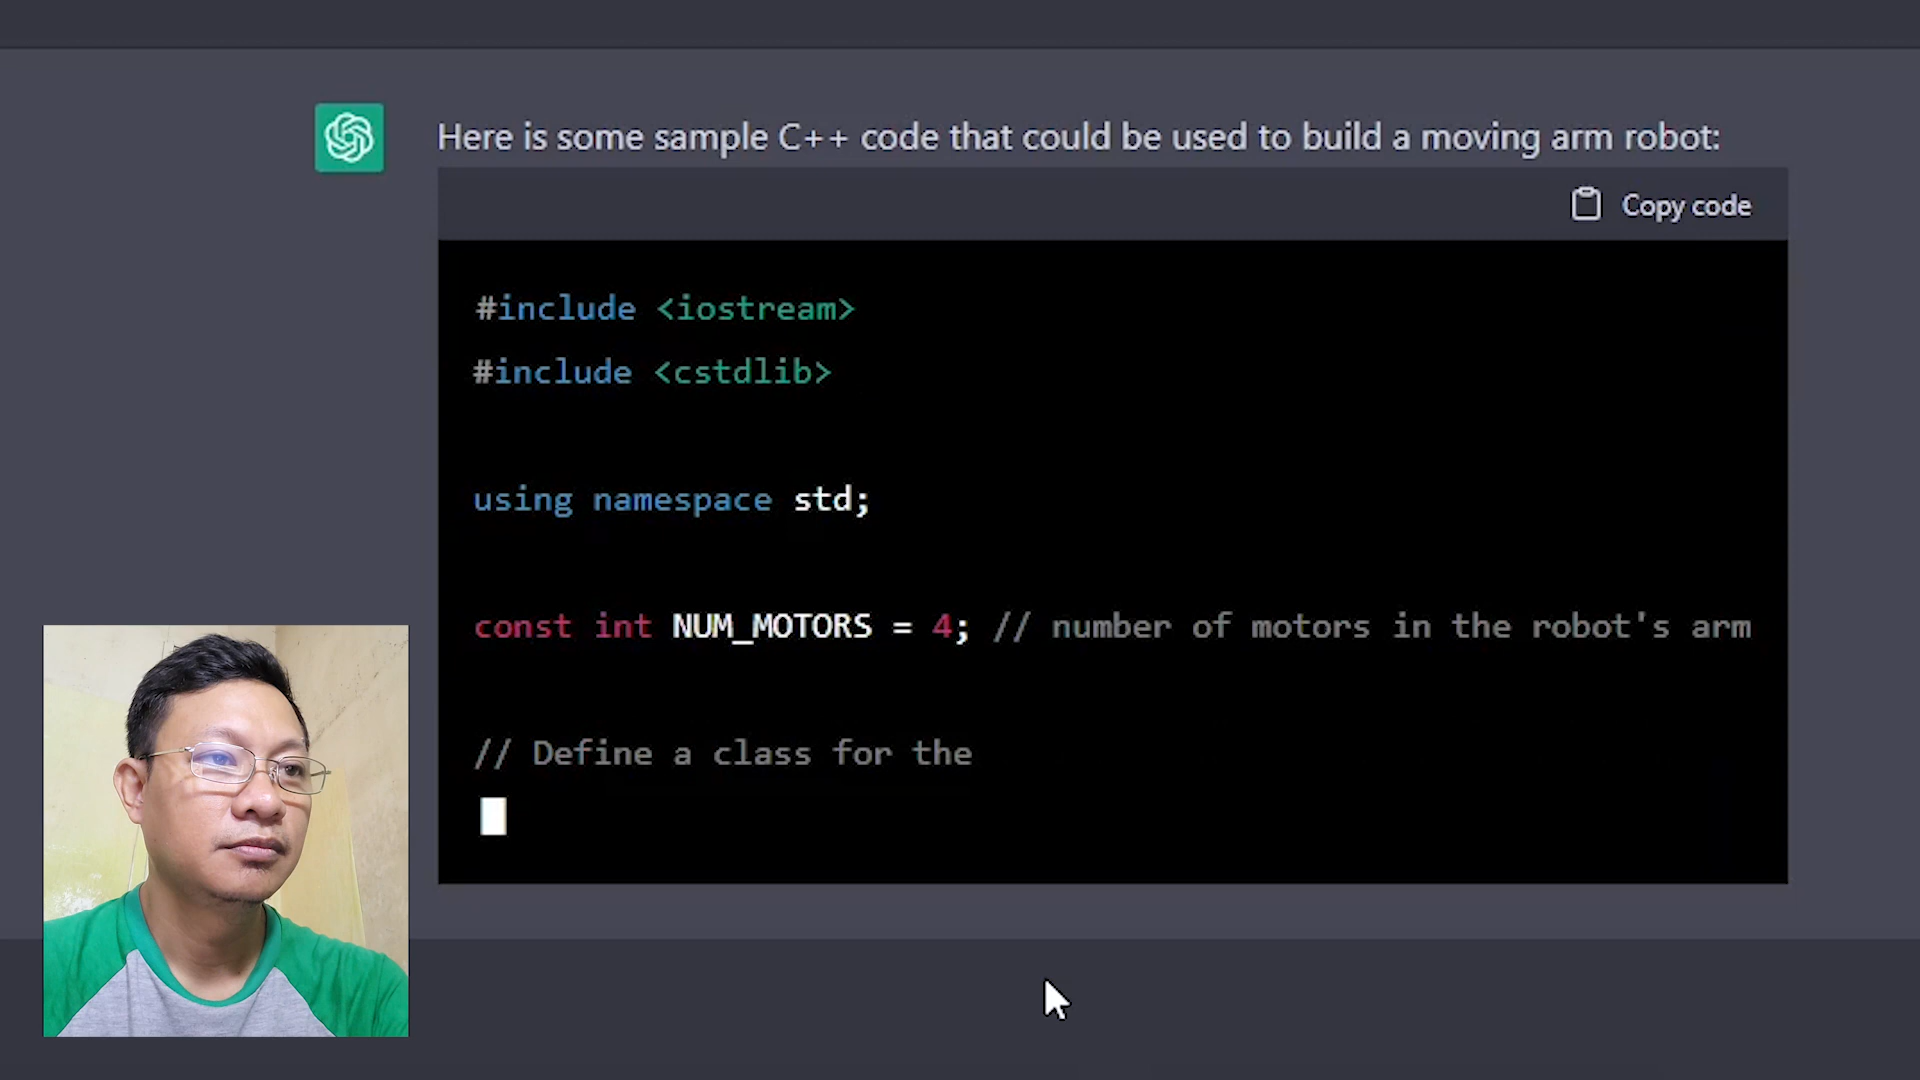 Here is some sample C++ code that could be used to build a moving arm robot:
Copy code
#include <iostream>
#include <cstdlib>
using namespace std;
const int NUM_MOTORS = 4; // number of motors in the robot's arm
// Define a class for the